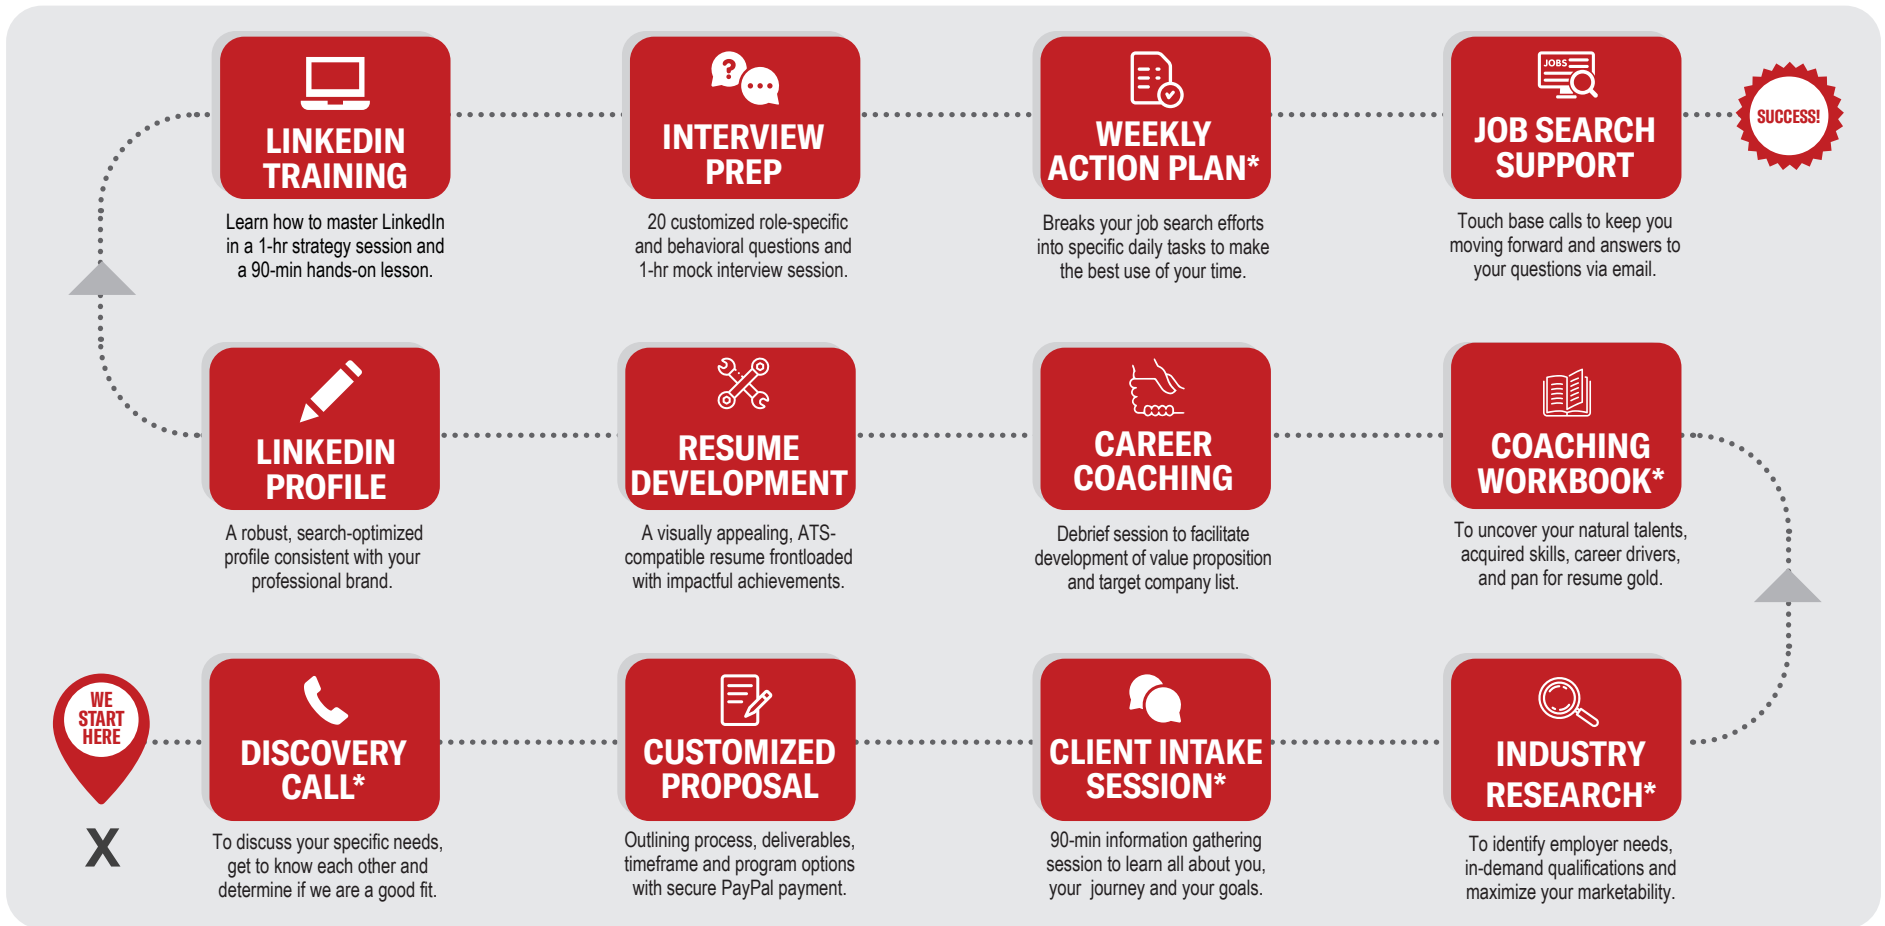 JOBS
LINKEDIN
TRAINING
Learn how to master LinkedIn
in a 1-hr strategy session and
a 90-min hands-on lesson.
INTERVIEW
PREP
20 customized role-specific
and behavioral questions and
1-hr mock interview session.
WEEKLY
ACTION PLAN*
Breaks your job search efforts
into specific daily tasks to make
the best use of your time.
JOB SEARCH
SUPPORT
Touch base calls to keep you
moving forward and answers to
your questions via email.
SUCCESS!
LINKEDIN
PROFILE
A robust, search-optimized
profile consistent with your
professional brand.
RESUME
DEVELOPMENT
A visually appealing, ATS-
compatible resume frontloaded
with impactful achievements.
CAREER
COACHING
Debrief session to facilitate
development of value proposition
and target company list.
COACHING
WORKBOOK*
To uncover your natural talents,
acquired skills, career drivers,
and pan for resume gold.
WE
START
HERE
X
DISCOVERY
CALL*
To discuss your specific needs,
get to know each other and
determine if we are a good fit.
CUSTOMIZED
PROPOSAL
Outlining process, deliverables,
timeframe and program options
with secure PayPal payment.
CLIENT INTAKE
SESSION*
90-min information gathering
session to learn all about you,
your journey and your goals.
INDUSTRY
RESEARCH*
To identify employer needs,
in-demand qualifications and
maximize your marketability.